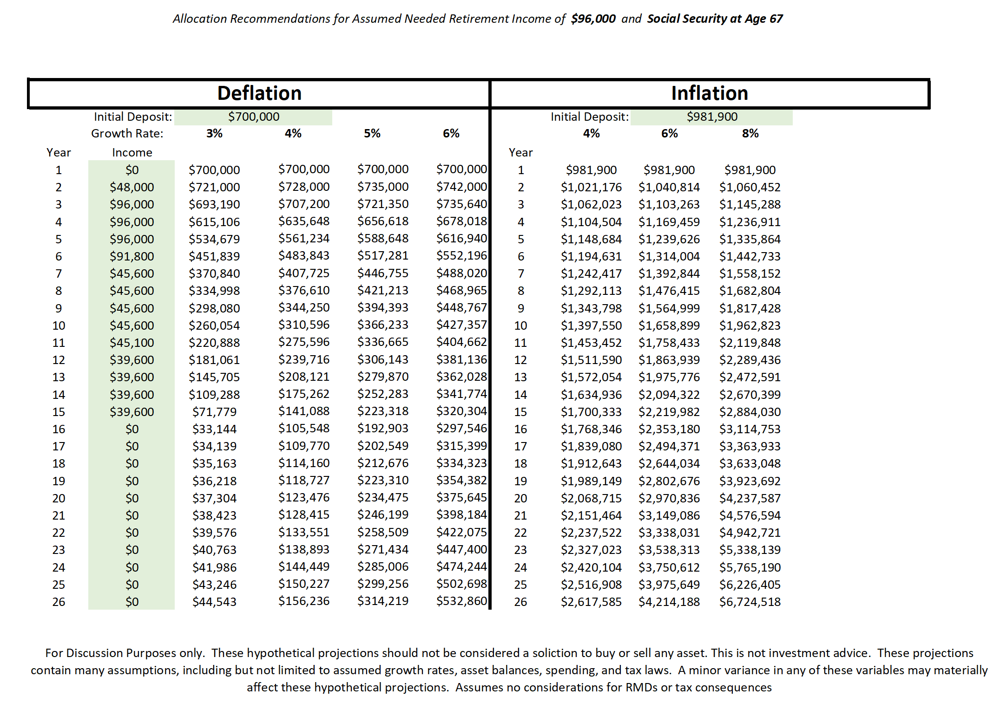 Allocation Recommendations for Assumed Needed Retirement Income of $96,000 and Social Security at Age 67
Deflation Inflation
Initial Deposit: $700,000 Initial Deposit: $981,900
Growth Rate: 3% 4% 5% 6% 4% 6% 8%
Year Income Year
1 $0 $700,000 $700,000 $700,000 $700,000 1 $981,900 $981,900 $981,900
2 $48,000 $721,000 $728,000 $735,000 $742,000 2 $1,021,176 $1,040,814 $1,060,452
3 $96,000 $693,190 $707,200 $721,350 $735,640 3 $1,062,023 $1,103,263 $1,145,288
4 $96,000 $615,106 $635,648 $656,618 $678,018 4 $1,104,504 $1,169,459 $1,236,911
5 $96,000 $534,679 $561,234 $588,648 $616,940 5 $1,148,684 $1,239,626 $1,335,864
6 $91,800 $451,839 $483,843 $517,281 $552,196 6 $1,194,631 $1,314,004 $1,442,733
7 $45,600 $370,840 $407,725 $446,755 $488,020 7 $1,242,417 $1,392,844 $1,558,152
8 $45,600 $334,998 $376,610 $421,213 $468,965 8 $1,292,113 $1,476,415 $1,682,804
9 $45,600 $298,080 $344,250 $394,393 $448,767 9 $1,343,798 $1,564,999 $1,817,428
10 $45,600 $260,054 $310,596 $366,233 $427,357 10 $1,397,550 $1,658,899 $1,962,823
11 $45,100 $220,888 $275,596 $336,665 $404,662 11 $1,453,452 $1,758,433 $2,119,848
12 $39,600 $181,061 $239,716 $306,143 $381,136 12 $1,511,590 $1,863,939 $2,289,436
13 $39,600 $145,705 $208,121 $279,870 $362,028 13 $1,572,054 $1,975,776 $2,472,591
14 $39,600 $109,288 $175,262 $252,283 $341,774 14 $1,634,936 $2,094,322 $2,670,399
15 $39,600 $71,779 $141,088 $223,318 $320,304 15 $1,700,333 $2,219,982 $2,884,030
16 $0 $33,144 $105,548 $192,903 $297,546 16 $1,768,346 $2,353,180 $3,114,753
17 $0 $34,139 $109,770 $202,549 $315,399 17 $1,839,080 $2,494,371 $3,363,933
18 $0 $35,163 $114,160 $212,676 $334,323 18 $1,912,643 $2,644,034 $3,633,048
19 $0 $36,218 $118,727 $223,310 $354,382 19 $1,989,149 $2,802,676 $3,923,692
20 $0 $37,304 $123,476 $234,475 $375,645 20 $2,068,715 $2,970,836 $4,237,587
21 $0 $38,423 $128,415 $246,199 $398,184 21 $2,151,464 $3,149,086 $4,576,594
22 $0 $39,576 $133,551 $258,509 $422,075 22 $2,237,522 $3,338,031 $4,942,721
23 $0 $40,763 $138,893 $271,434 $447,400 23 $2,327,023 $3,538,313 $5,338,139
24 $0 $41,986 $144,449 $285,006 $474,244 24 $2,420,104 $3,750,612 $5,765,190
25 $0 $43,246 $150,227 $299,256 $502,698 25 $2,516,908 $3,975,649 $6,226,405
26 $0 $44,543 $156,236 $314,219 $532,860 26 $2,617,585 $4,214,188 $6,724,518
For Discussion Purposes only. These hypothetical projections should not be considered a soliction to buy or sell any asset. This is not investment advice. These projections
contain many assumptions, including but not limited to assumed growth rates, asset balances, spending, and tax laws. A minor variance in any of these variables may materially
affect these hypothetical projections. Assumes no considerations for RMDs or tax consequences